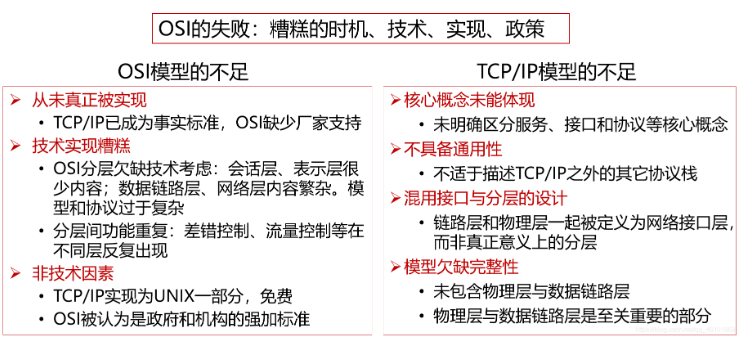 OSI的失败：糟糕的时机、技术、实现、政策
OSI模型的不足
从未真正被实现
TCP/IP已成为事实标准，OSI缺少厂家支持
技术实现糟糕
OSI分层欠缺技术考虑：会话层、表示层很
少内容；数据链路层、网络层内容繁杂。模
型和协议过于复杂
分层间功能重复：差错控制、流量控制等在
不同层反复出现
非技术因素
TCP/IP实现为UNIX一部分，免费
OSI被认为是政府和机构的强加标准
TCP/IP模型的不足
核心概念未能体现
未明确区分服务、接口和协议等核心概念
不具备通用性
不适于描述TCP/IP之外的其它协议栈
混用接口与分层的设计
链路层和物理层一起被定义为网络接口层，
而非真正意义上的分层
模型欠缺完整性
未包含物理层与数据链路层
物理层与数据链路层是至关重要的部分